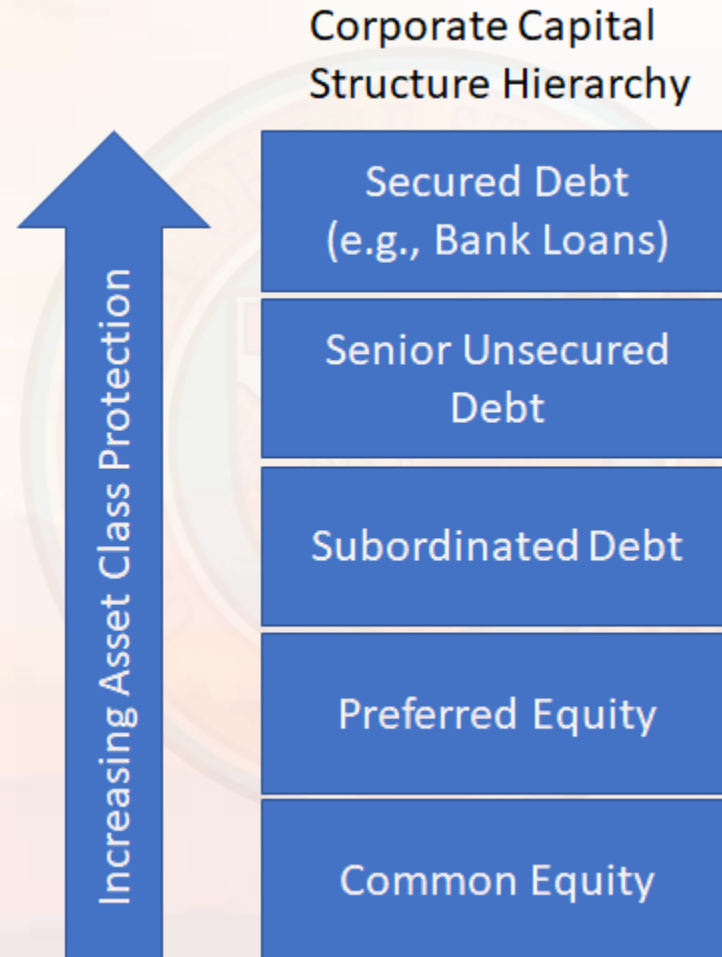 Corporate Capital
Structure Hierarchy
Increasing Asset Class Protection
Secured Debt
(e.g., Bank Loans)
Senior Unsecured
Debt
Subordinated Debt
Preferred Equity
Common Equity